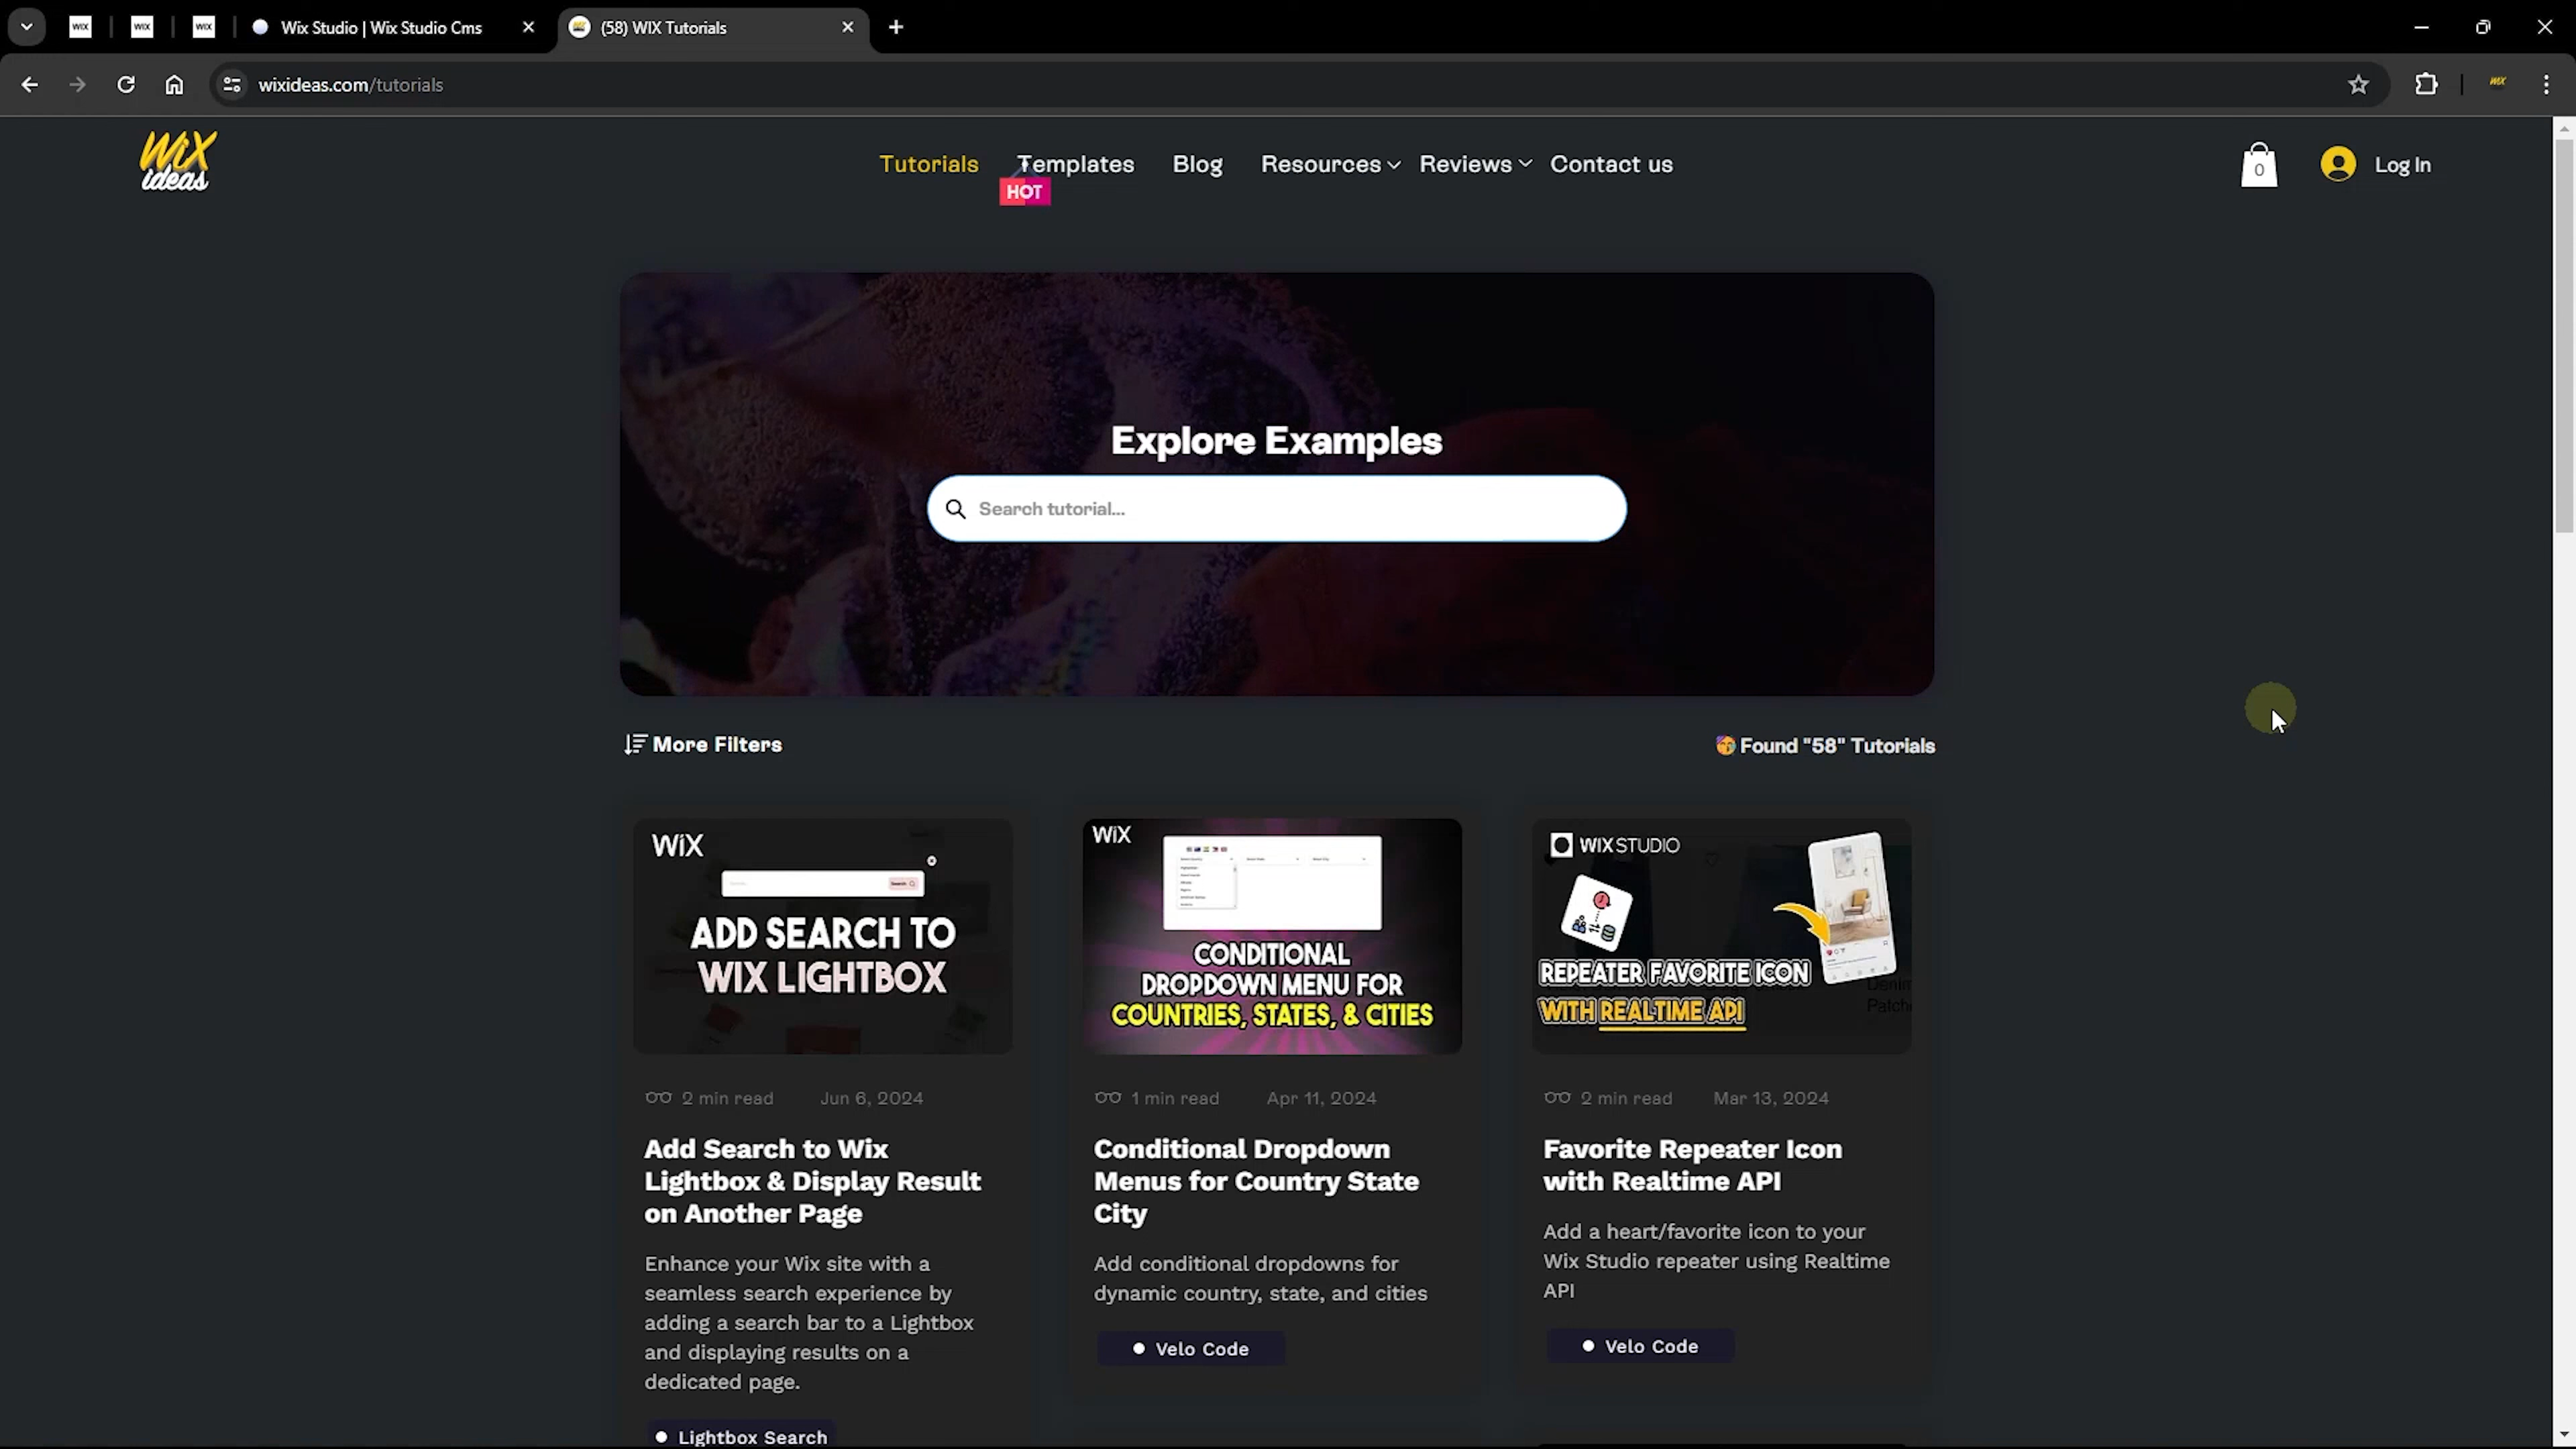 WIX
WIX
WIX
Wix Studio | Wix Studio Cms
(58) WIX Tutorials
wixideas.com/tutorials
WIX
WiX
ideas
Tutorials
Templates
Blog
Resources
Reviews
Contact us
0
Log In
HOT
Explore Examples
Search tutorial...
More Filters
Found "58" Tutorials
WiX
Search
ADD SEARCH TO
WIX LIGHTBOX
2 min read
Jun 6, 2024
Add Search to Wix
Lightbox & Display Result
on Another Page
Enhance your Wix site with a
seamless search experience by
adding a search bar to a Lightbox
and displaying results on a
dedicated page.
Lightbox Search
WiX
CONDITIONAL
DROPDOWN MENU FOR
COUNTRIES, STATES, & CITIES
1 min read
Apr 11, 2024
Conditional Dropdown
Menus for Country State
City
Add conditional dropdowns for
dynamic country, state, and cities
Velo Code
WIX STUDIO
REPEATER FAVORITE ICON
WITH REALTIME API
2 min read
Mar 13, 2024
Favorite Repeater Icon
with Realtime API
Add a heart/favorite icon to your
Wix Studio repeater using Realtime
API
Velo Code